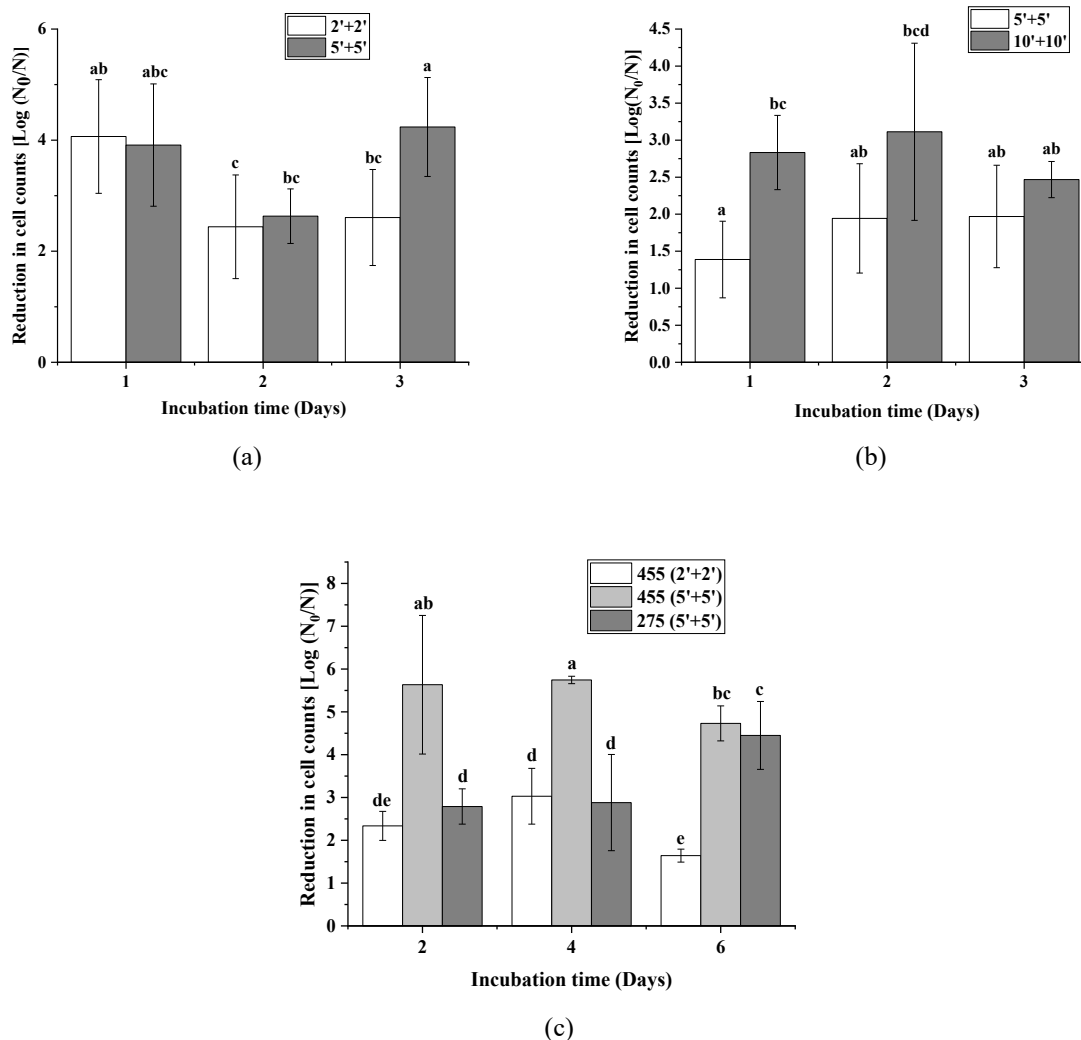 2'+2'
5'+5'
Reduction in cell counts [Log (N0/N)]
6
4
2
0
ab
abc
c
bc
bc
a
1
2
3
Incubation time (Days)
(a)
5'+5'
10'+10'
Reduction in cell counts [Log(N₀/N)]
4.5
4.0
3.5
3.0
2.5
2.0
1.5
1.0
0.5
0.0
a
bc
ab
bcd
ab
ab
1
2
3
Incubation time (Days)
(b)
455 (2'+2')
455 (5'+5')
275 (5'+5')
Reduction in cell counts [Log (N₀/N)]
8
7
6
5
4
3
2
1
0
de
ab
d
d
a
d
e
bc
c
2
4
6
Incubation time (Days)
(c)